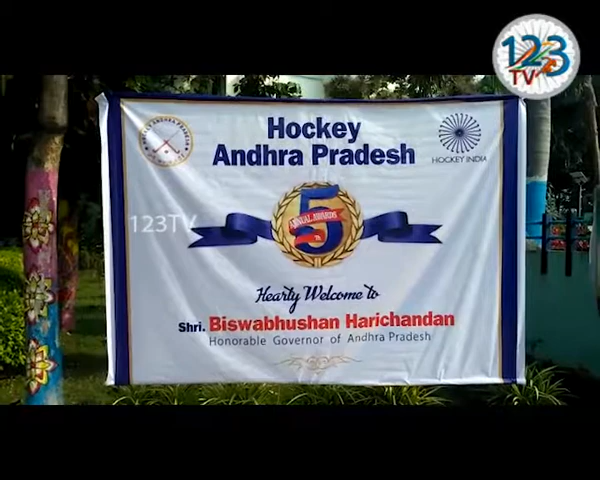 123
TV
Hockey
Andhra Pradesh
HOCKEY INDIA
123TV
5
ANNUAL AWARDS
5th
Hearty Welcome to
Shri. Biswabhushan Harichandan
Honorable Governor of Andhra Pradesh